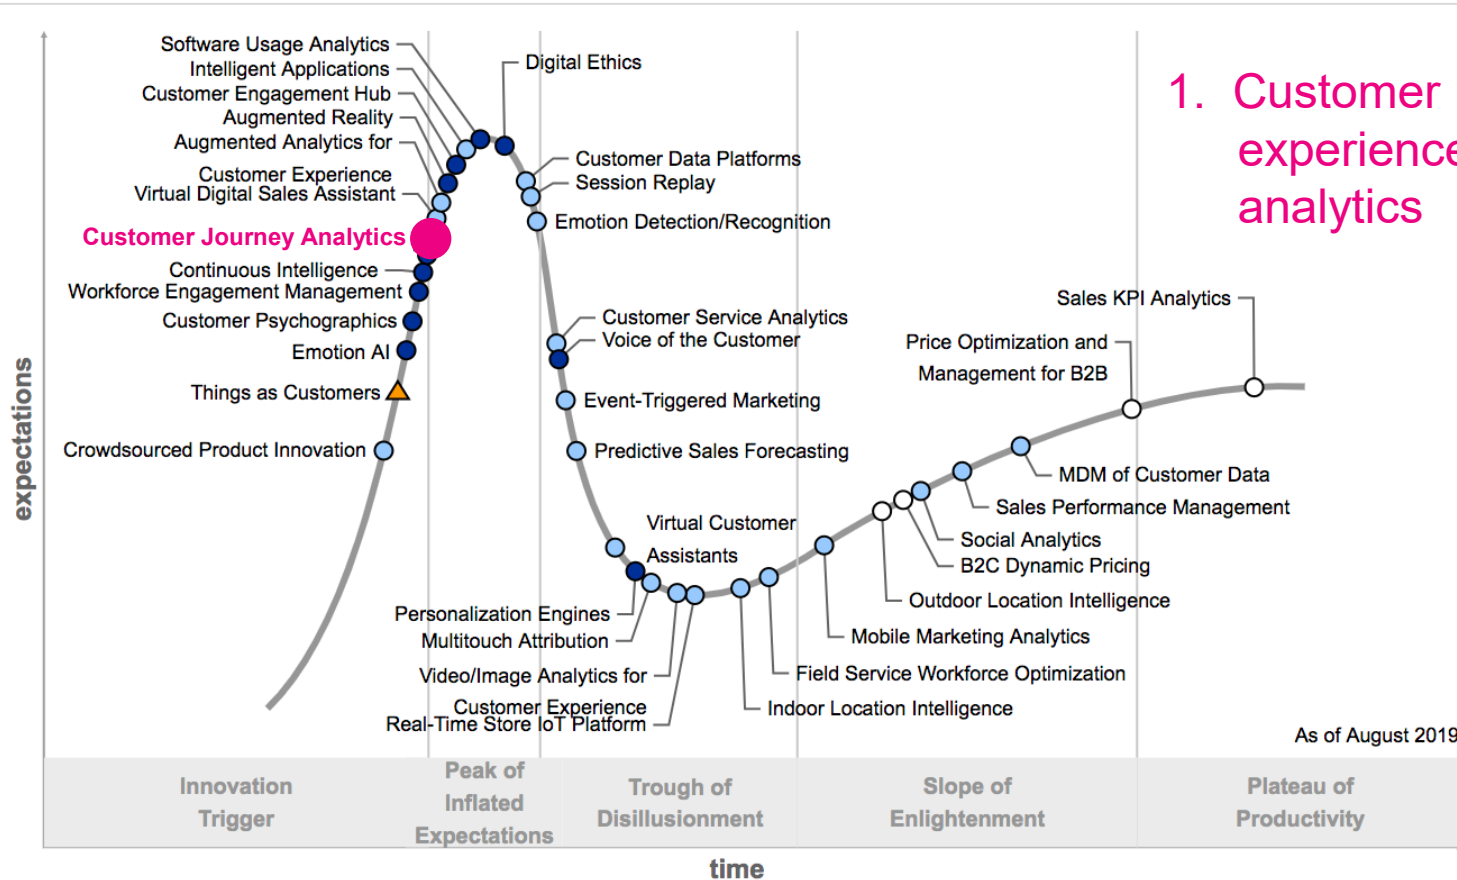 Software Usage Analytics
Intelligent Applications
Customer Engagement Hub
Augmented Reality
Augmented Analytics for
Customer Experience
Virtual Digital Sales Assistant
Customer Journey Analytics
Continuous Intelligence
Workforce Engagement Management
Customer Psychographics
Emotion AI
Things as Customers
Crowdsourced Product Innovation
Digital Ethics
Customer Data Platforms
Session Replay
Emotion Detection/Recognition
Customer Service Analytics
Voice of the Customer
Event-Triggered Marketing
Predictive Sales Forecasting
Virtual Customer
Assistants
Personalization Engines
Multitouch Attribution
Video/Image Analytics for
Customer Experience
Real-Time Store IoT Platform
Indoor Location Intelligence
Field Service Workforce Optimization
Mobile Marketing Analytics
Outdoor Location Intelligence
B2C Dynamic Pricing
Social Analytics
Sales Performance Management
MDM of Customer Data
Price Optimization and
Management for B2B
Sales KPI Analytics
1. Customer
experience
analytics
As of August 2019
expectations
Innovation
Trigger
Peak of
Inflated
Expectations
Trough of
Disillusionment
Slope of
Enlightenment
Plateau of
Productivity
time